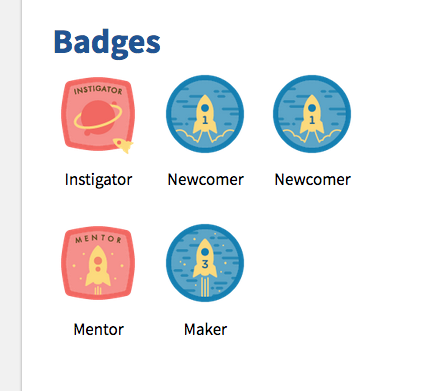 Badges
INSTIGATOR
1
1
Instigator
Newcomer
Newcomer
MENTOR
3
Mentor
Maker